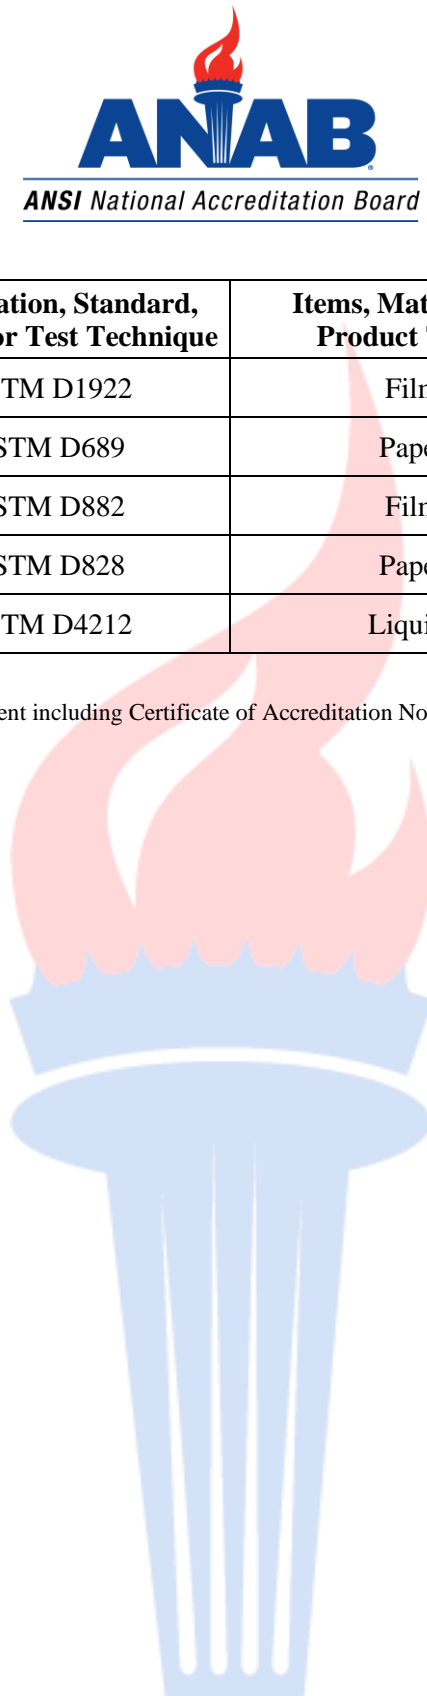 ANAB
ANSI National Accreditation Board
ation, Standard, Items, Mat
or Test Technique Product
TM D1922 Film
STM D689 Pape
STM D882 Film
STM D828 Pape
TM D4212 Liqui
ent including Certificate of Accreditation No